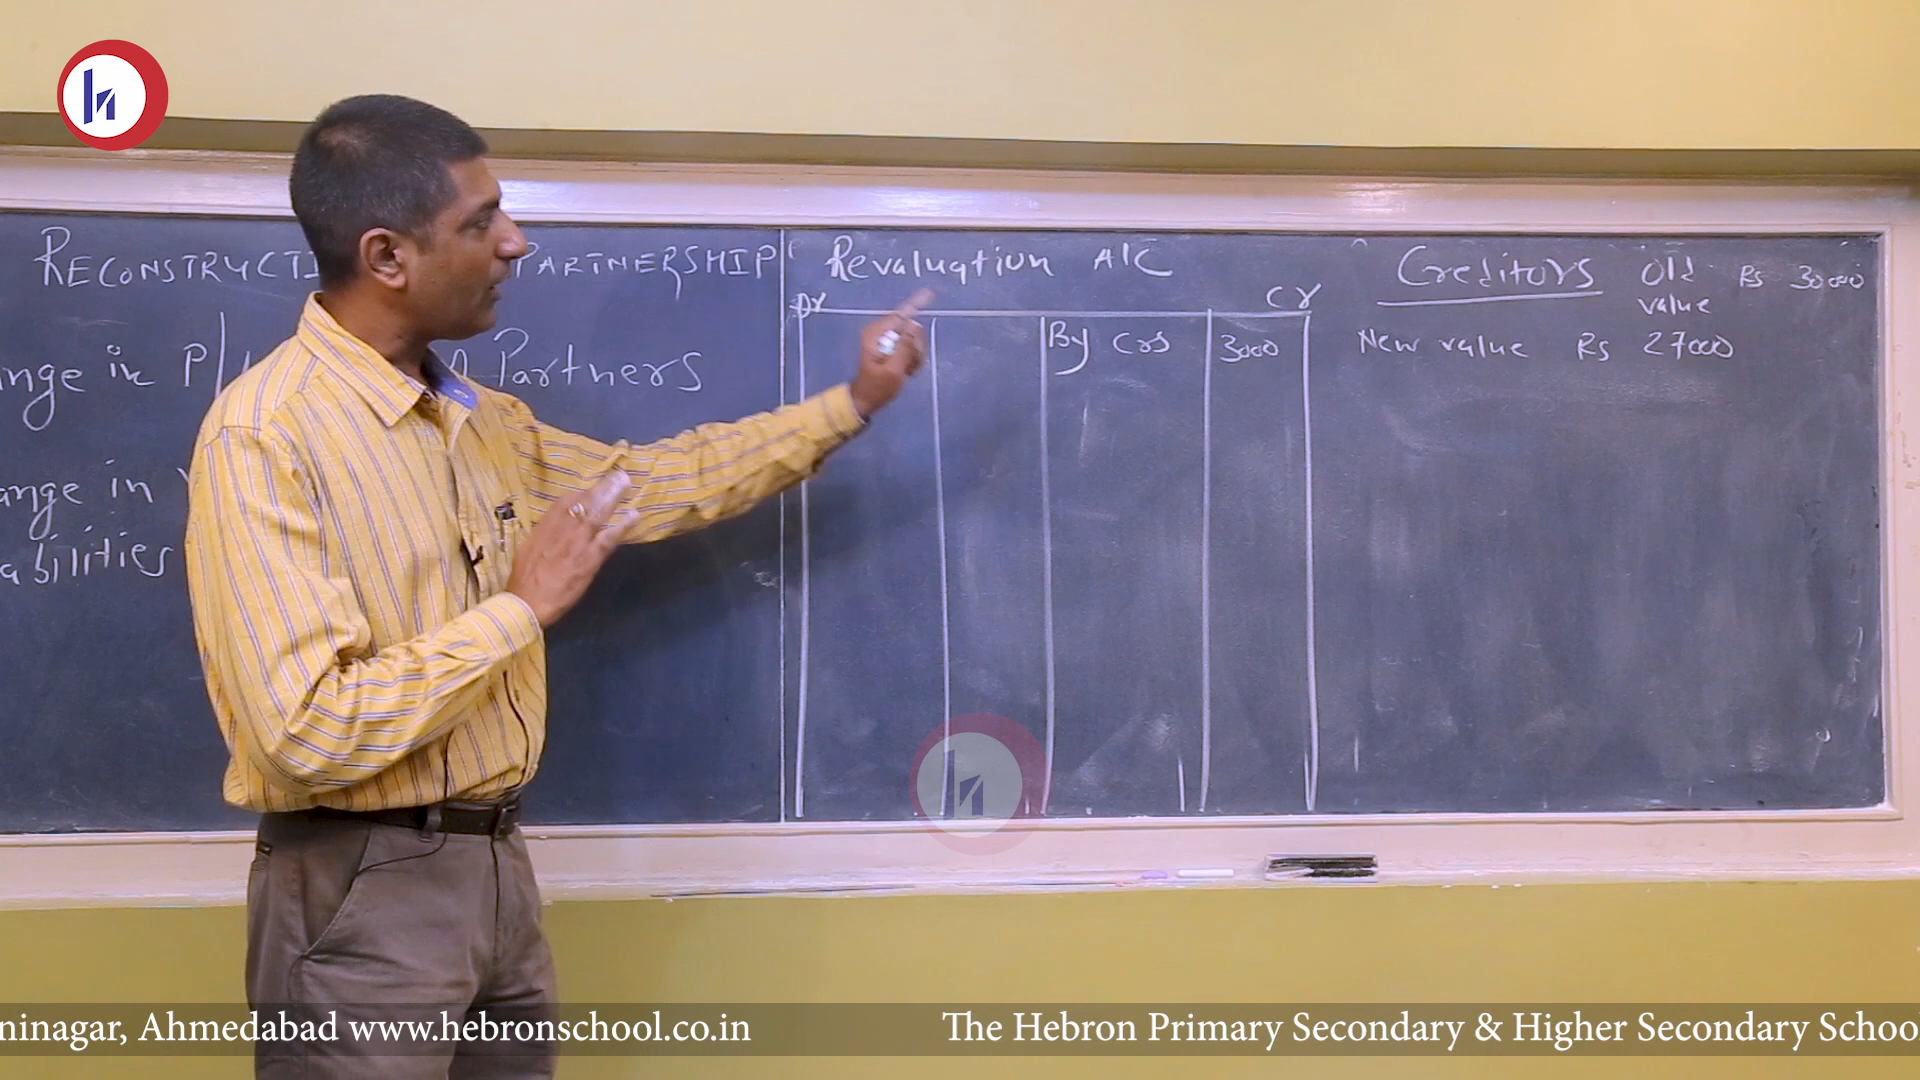 RECONSTRUCTI PARTNERSHIP
nge in P/ Partners
ange in
abilities
Revaluation A/C
Dr Cr
By Crs 3000
Creditors Old value Rs 30000
New value Rs 27000
ninagar, Ahmedabad www.hebronschool.co.in The Hebron Primary Secondary & Higher Secondary Schoo